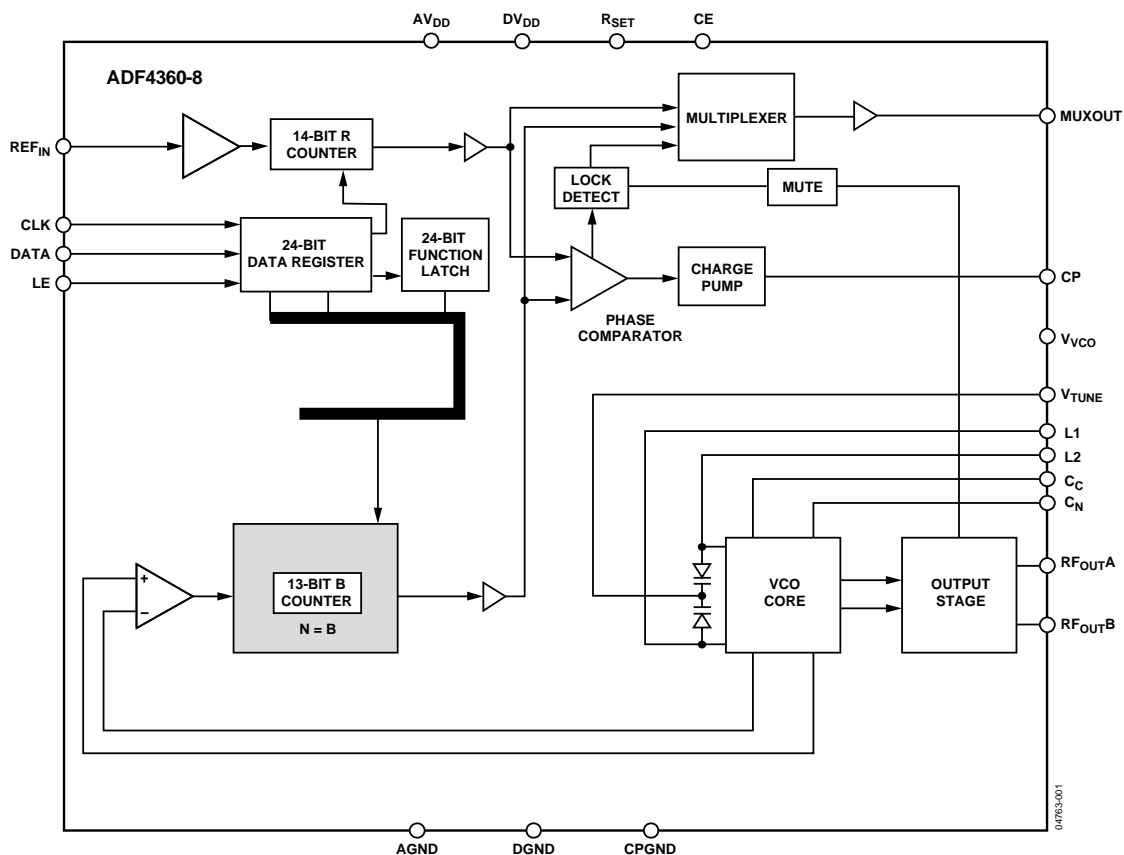 AVDD
DVDD
RSET
CE
ADF4360-8
REFIN
14-BIT R
COUNTER
MULTIPLEXER
MUXOUT
LOCK
DETECT
MUTE
CLK
DATA
LE
24-BIT
DATA REGISTER
24-BIT
FUNCTION
LATCH
PHASE
COMPARATOR
CHARGE
PUMP
CP
VVCO
VTUNE
L1
L2
CC
CN
+
−
13-BIT B
COUNTER
N = B
VCO
CORE
OUTPUT
STAGE
RFOUTA
RFOUTB
AGND
DGND
CPGND
04763-001